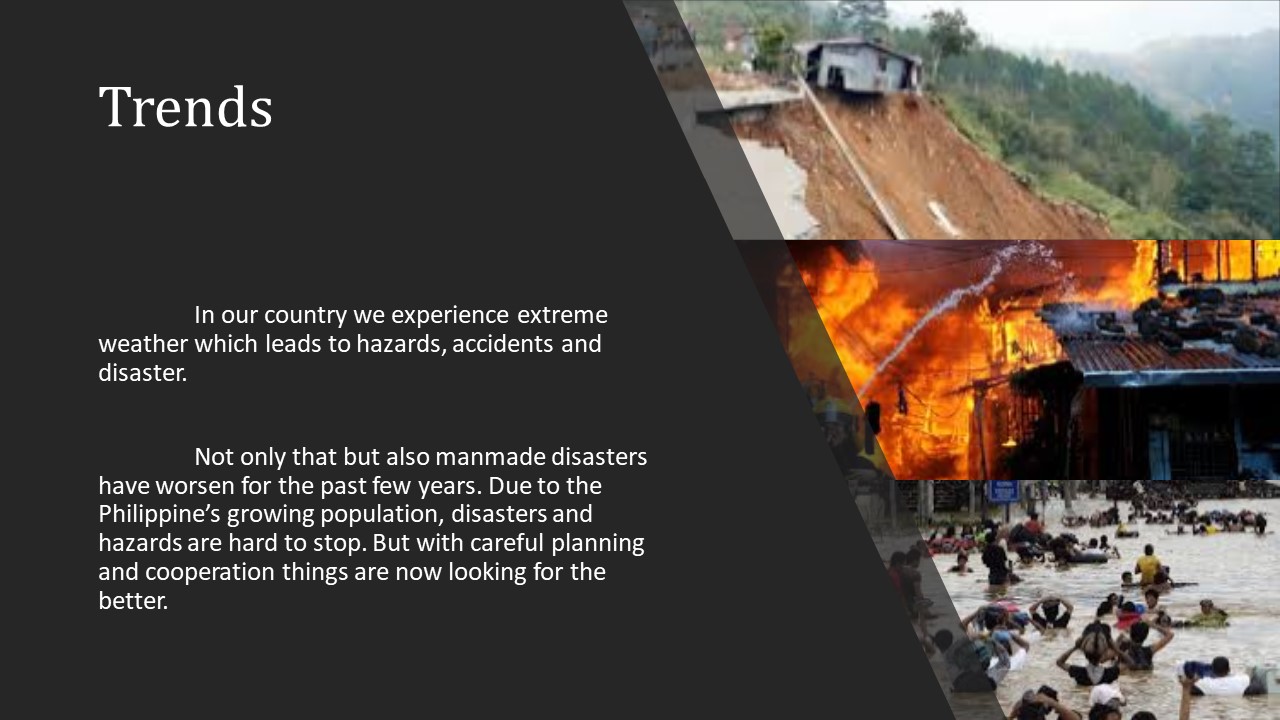 Trends
In our country we experience extreme
weather which leads to hazards, accidents and
disaster.
Not only that but also manmade disasters
have worsen for the past few years. Due to the
Philippine’s growing population, disasters and
hazards are hard to stop. But with careful planning
and cooperation things are now looking for the
better.